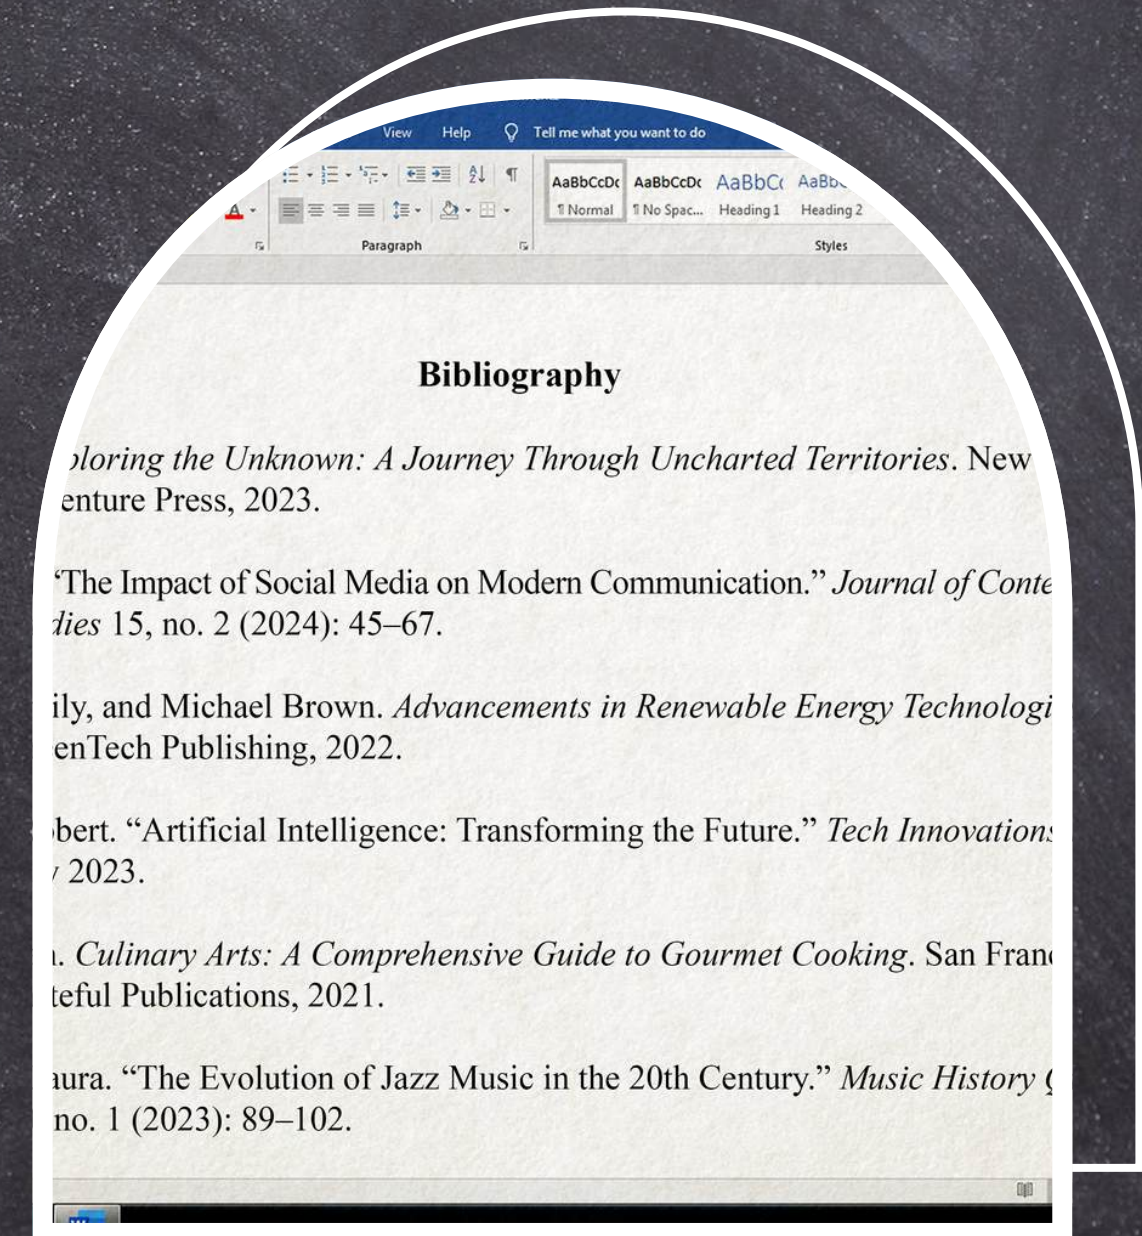 View Help Tell me what you want to do
AaBbCcDc AaBbCcDc AaBbC
¶ Normal ¶ No Spac... Heading 1 Heading 2
Paragraph Styles
Bibliography
ploring the Unknown: A Journey Through Uncharted Territories. New
enture Press, 2023.
“The Impact of Social Media on Modern Communication.” Journal of Conte
dies 15, no. 2 (2024): 45–67.
ily, and Michael Brown. Advancements in Renewable Energy Technologi
enTech Publishing, 2022.
bert. “Artificial Intelligence: Transforming the Future.” Tech Innovations
2023.
. Culinary Arts: A Comprehensive Guide to Gourmet Cooking. San Fran
teful Publications, 2021.
aura. “The Evolution of Jazz Music in the 20th Century.” Music History
no. 1 (2023): 89–102.